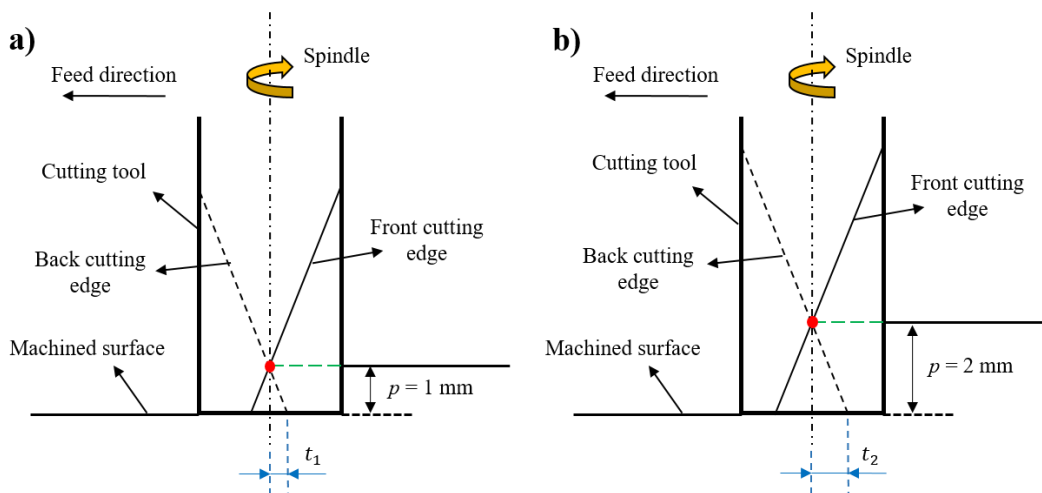 a)
Spindle
Feed direction
Cutting tool
Front cutting
edge
Back cutting
edge
Machined surface
p = 1 mm
t₁
b)
Spindle
Feed direction
Cutting tool
Front cutting
edge
Back cutting
edge
Machined surface
p = 2 mm
t₂